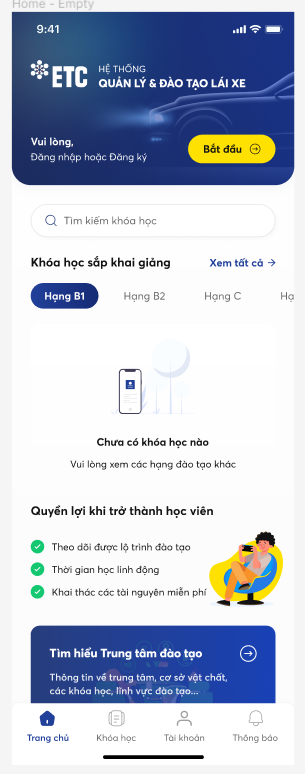 Home - Empty
9:41
ETC
HỆ THỐNG
QUẢN LÝ & ĐÀO TẠO LÁI XE
Vui lòng,
Đăng nhập hoặc Đăng ký
Bắt đầu
Tìm kiếm khóa học
Khóa học sắp khai giảng
Xem tất cả
Hạng B1
Hạng B2
Hạng C
Hạ
Chưa có khóa học nào
Vui lòng xem các hạng đào tạo khác
Quyền lợi khi trở thành học viên
Theo dõi được lộ trình đào tạo
Thời gian học linh động
Khai thác các tài nguyên miễn phí
Tìm hiểu Trung tâm đào tạo
Thông tin về trung tâm, cơ sở vật chất,
các khóa học, lĩnh vực đào tạo...
Trang chủ
Khóa học
Tài khoản
Thông báo